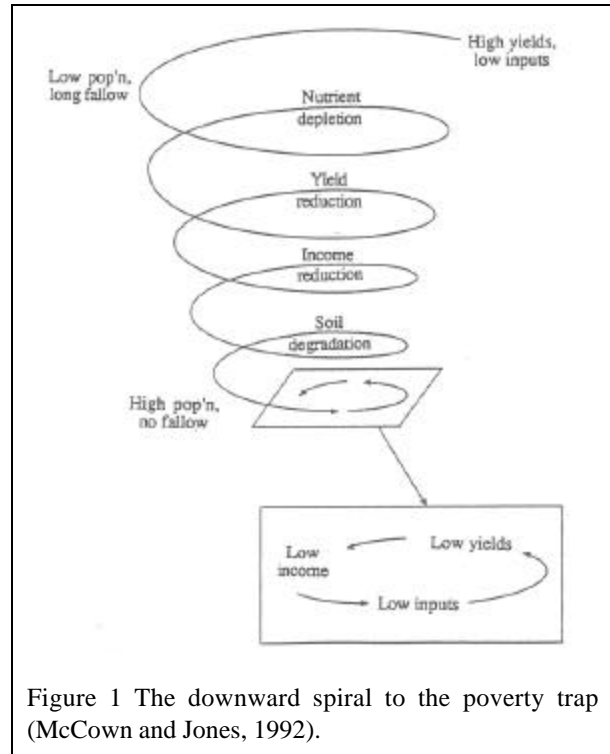 High yields,
low inputs
Low pop'n,
long fallow
Nutrient
depletion
Yield
reduction
Income
reduction
Soil
degradation
High pop'n,
no fallow
Low yields
Low
income
Low inputs
Figure 1 The downward spiral to the poverty trap
(McCown and Jones, 1992).